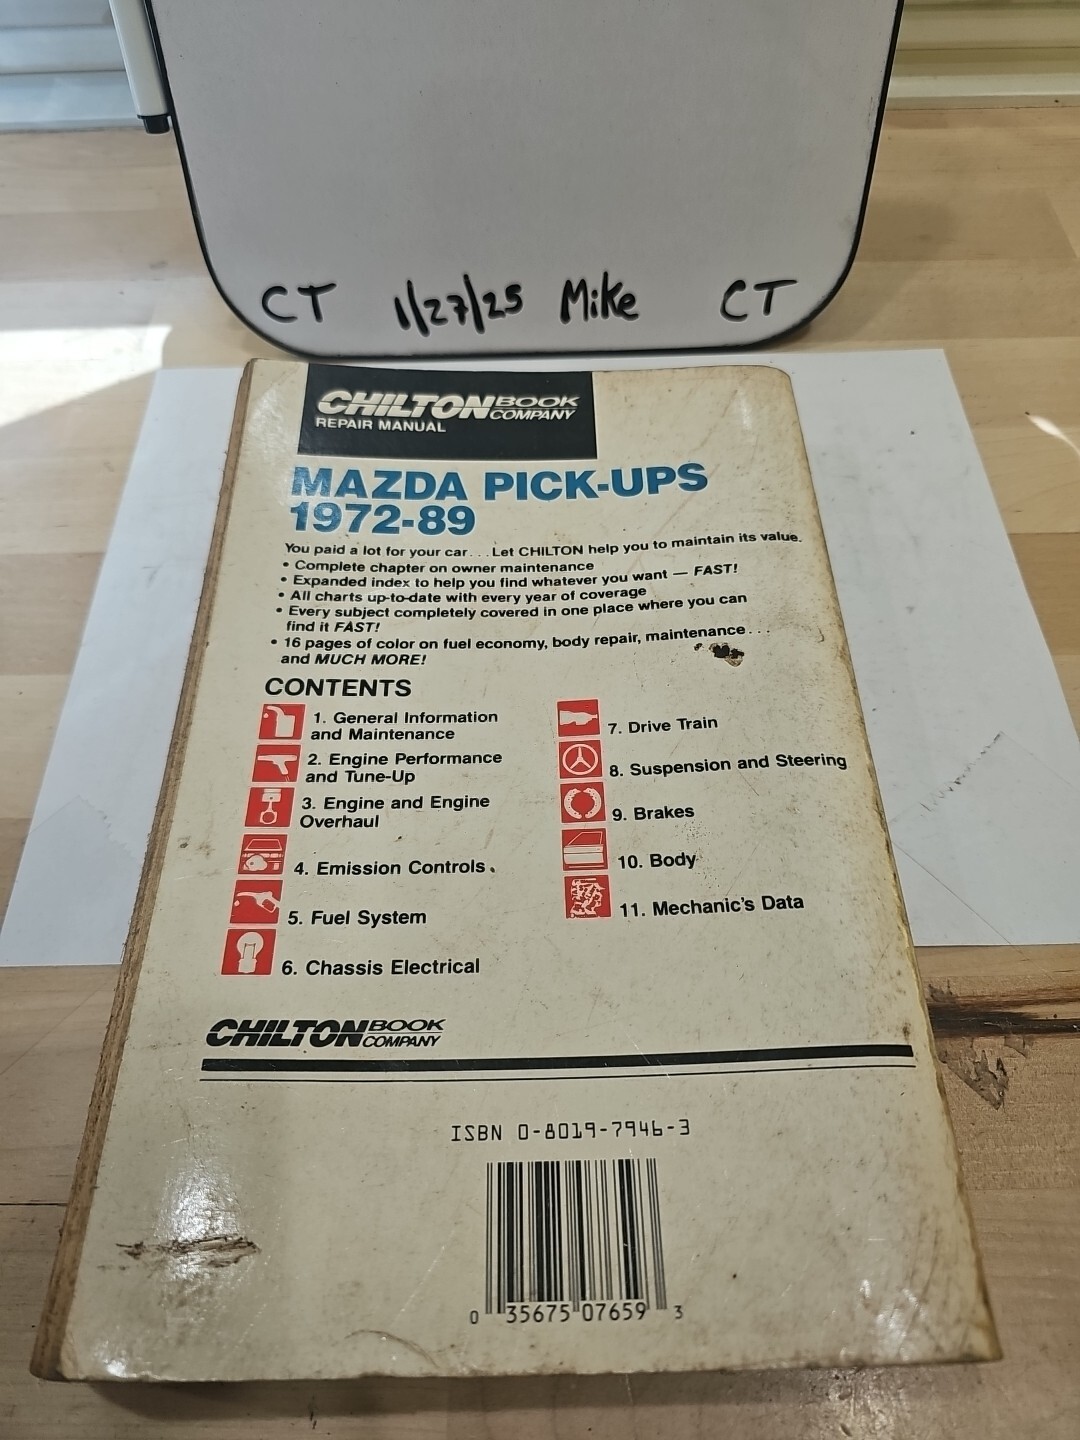 CT 1/27/25 Mike CT
CHILTON BOOK COMPANY
REPAIR MANUAL
MAZDA PICK-UPS
1972-89
You paid a lot for your car...Let CHILTON help you to maintain its value.
• Complete chapter on owner maintenance
• Expanded index to help you find whatever you want — FAST!
• All charts up-to-date with every year of coverage
• Every subject completely covered in one place where you can
find it FAST!
• 16 pages of color on fuel economy, body repair, maintenance...
and MUCH MORE!
CONTENTS
1. General Information
and Maintenance
2. Engine Performance
and Tune-Up
3. Engine and Engine
Overhaul
4. Emission Controls
5. Fuel System
6. Chassis Electrical
7. Drive Train
8. Suspension and Steering
9. Brakes
10. Body
11. Mechanic's Data
CHILTON BOOK COMPANY
ISBN 0-8019-7946-3
0 35675 07659 3